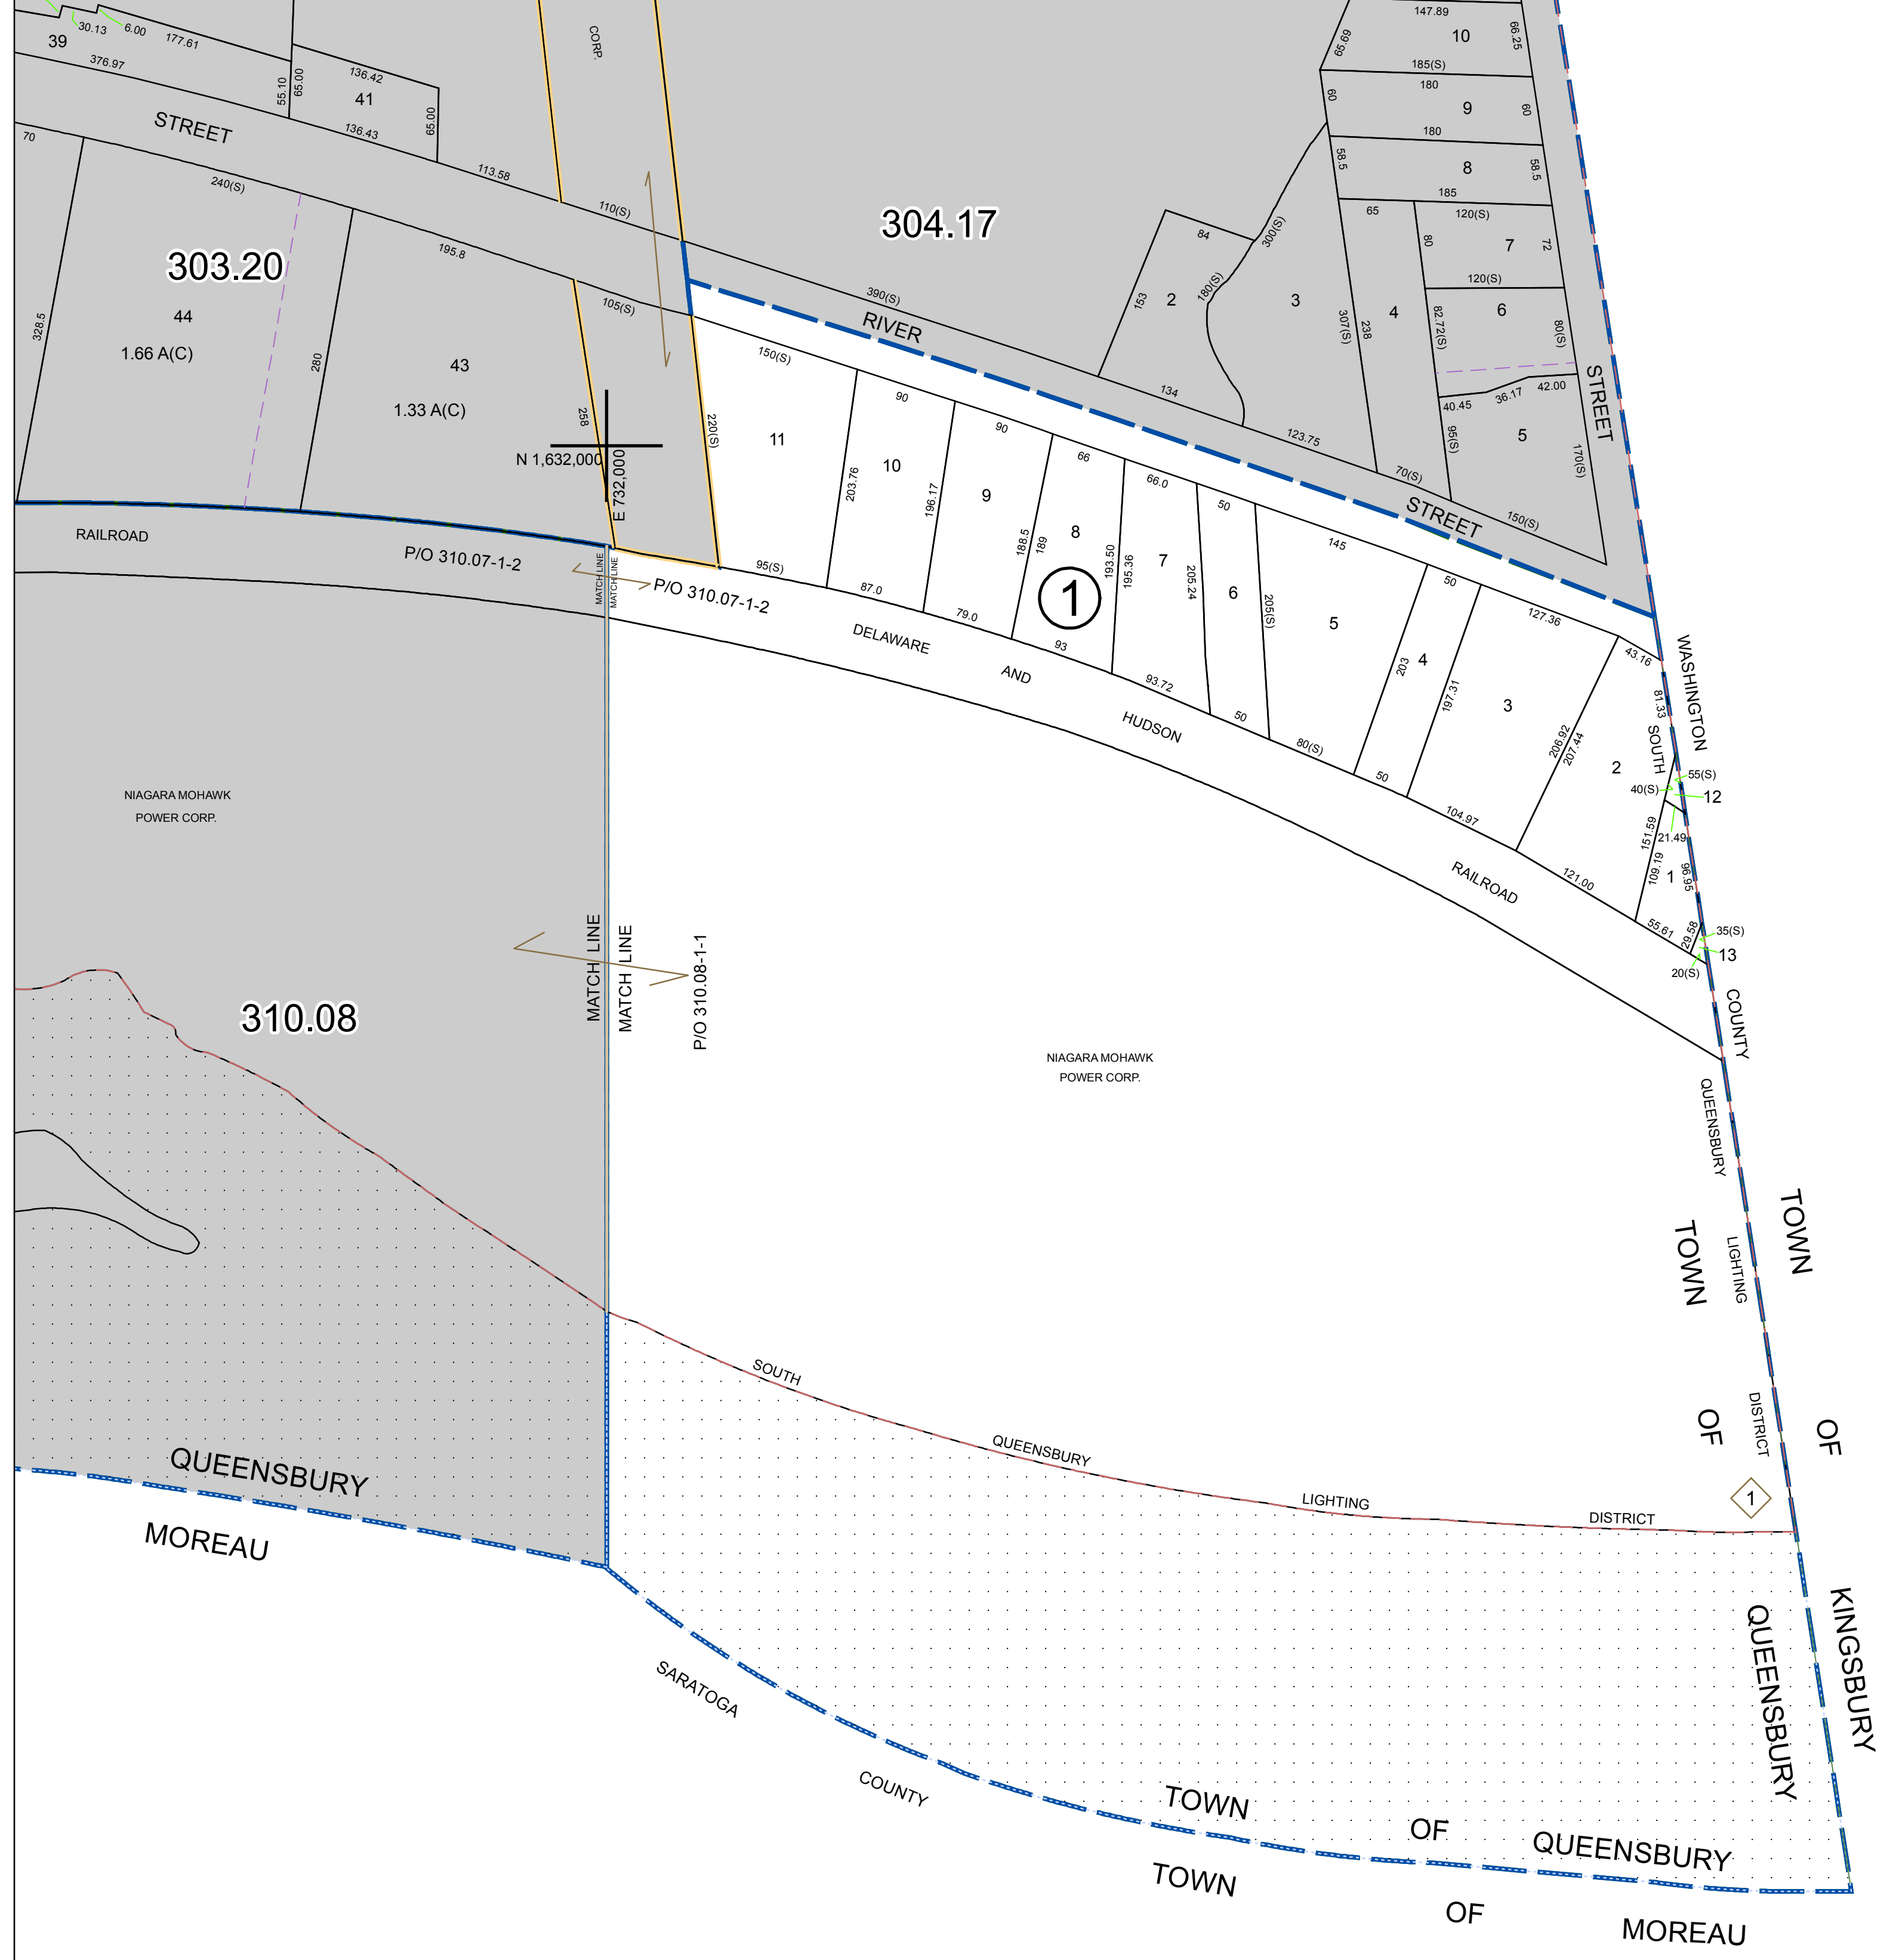 39
30.13
6.00
177.61
376.97
55.10
65.00
136.42
41
136.43
65.00
CORP.
147.89
10
66.25
65.69
185(S)
180
60
9
60
180
58.5
8
58.5
185
STREET
70
240(S)
113.58
110(S)
304.17
65
120(S)
80
7
72
84
300(S)
303.20
195.8
44
1.66 A(C)
328.5
280
43
1.33 A(C)
105(S)
258
220(S)
N 1,632,000
E 732,000
390(S)
RIVER
STREET
153
2
180(S)
3
307(S)
238
4
120(S)
82.72(S)
6
80(S)
40.45
36.17
42.00
95(S)
5
170(S)
STREET
134
123.75
70(S)
150(S)
150(S)
11
90
203.76
10
90
196.17
9
66
188.5
189
8
1
66.0
193.50
195.36
7
50
205.24
6
205(S)
145
5
50
203
4
197.31
127.36
3
206.92
207.44
43.16
2
81.33
SOUTH
WASHINGTON
55(S)
40(S)
12
21.49
151.59
109.19
1
96.95
55.61
29.58
35(S)
13
20(S)
95(S)
87.0
79.0
93
93.72
50
80(S)
50
104.97
121.00
RAILROAD
P/O 310.07-1-2
MATCH LINE
MATCH LINE
P/O 310.07-1-2
DELAWARE
AND
HUDSON
RAILROAD
COUNTY
QUEENSBURY
NIAGARA MOHAWK
POWER CORP.
310.08
MATCH LINE
MATCH LINE
P/O 310.08-1-1
NIAGARA MOHAWK
POWER CORP.
TOWN
LIGHTING
TOWN
OF
DISTRICT
OF
1
SOUTH
QUEENSBURY
LIGHTING
DISTRICT
QUEENSBURY
MOREAU
SARATOGA
COUNTY
QUEENSBURY
KINGSBURY
TOWN
OF
QUEENSBURY
TOWN
OF
MOREAU